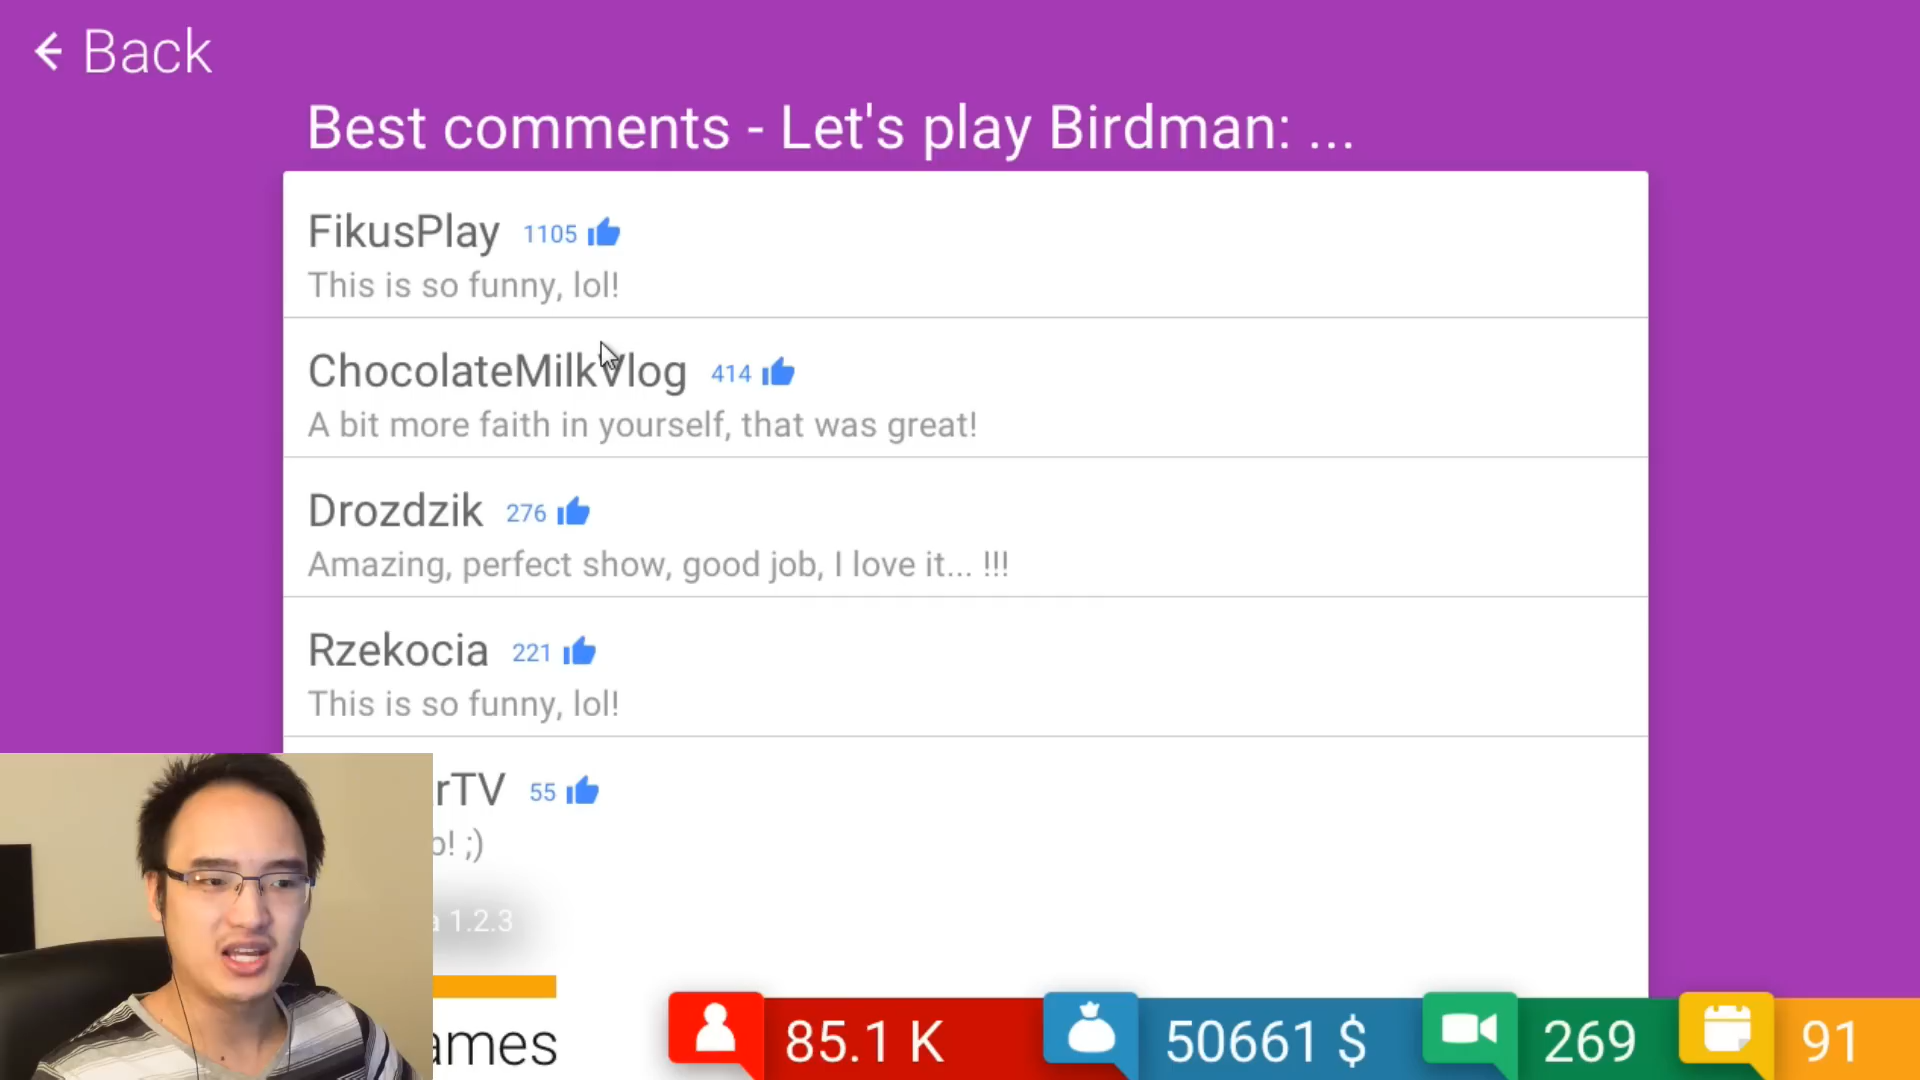 Back
Best comments - Let's play Birdman: ...
FikusPlay 1105
This is so funny, lol!
ChocolateMilkVlog 414
A bit more faith in yourself, that was great!
Drozdzik 276
Amazing, perfect show, good job, I love it... !!!
Rzekocia 221
This is so funny, lol!
rTV 55
! ;)
1.2.3
ames
85.1 K
50661 $
269
91